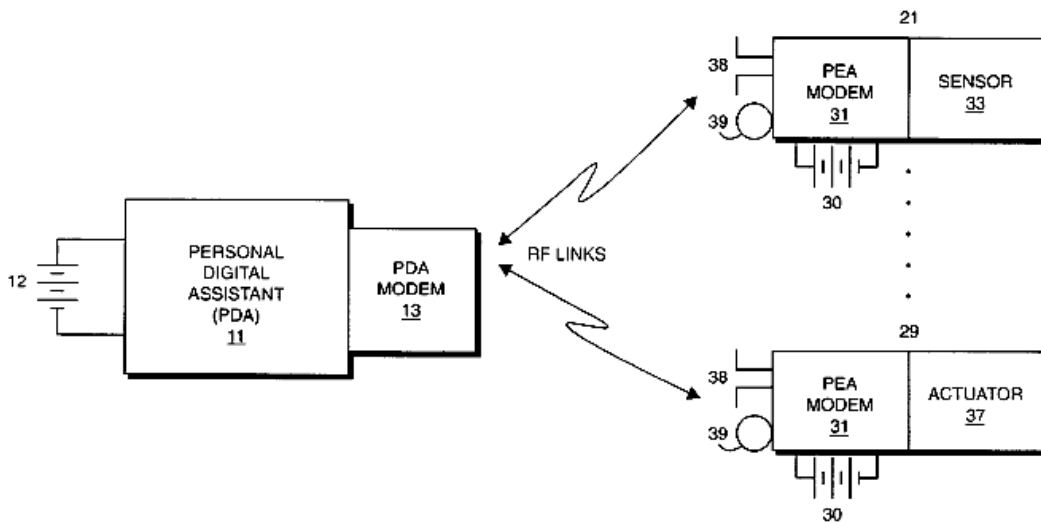 21
38
PEA
MODEM
31
SENSOR
33
39
30
12
PERSONAL
DIGITAL
ASSISTANT
(PDA)
11
PDA
MODEM
13
RF LINKS
29
38
PEA
MODEM
31
ACTUATOR
37
39
30